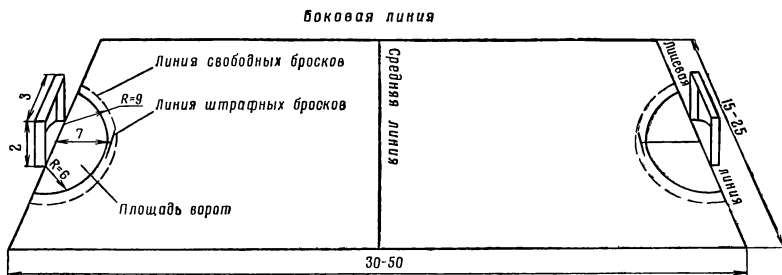 Боковая линия
Линия свободных бросков
Средняя линия
Лицевая линия
3
R=9
Линия штрафных бросков
15-25
2
7
R=6
Площадь ворот
30-50